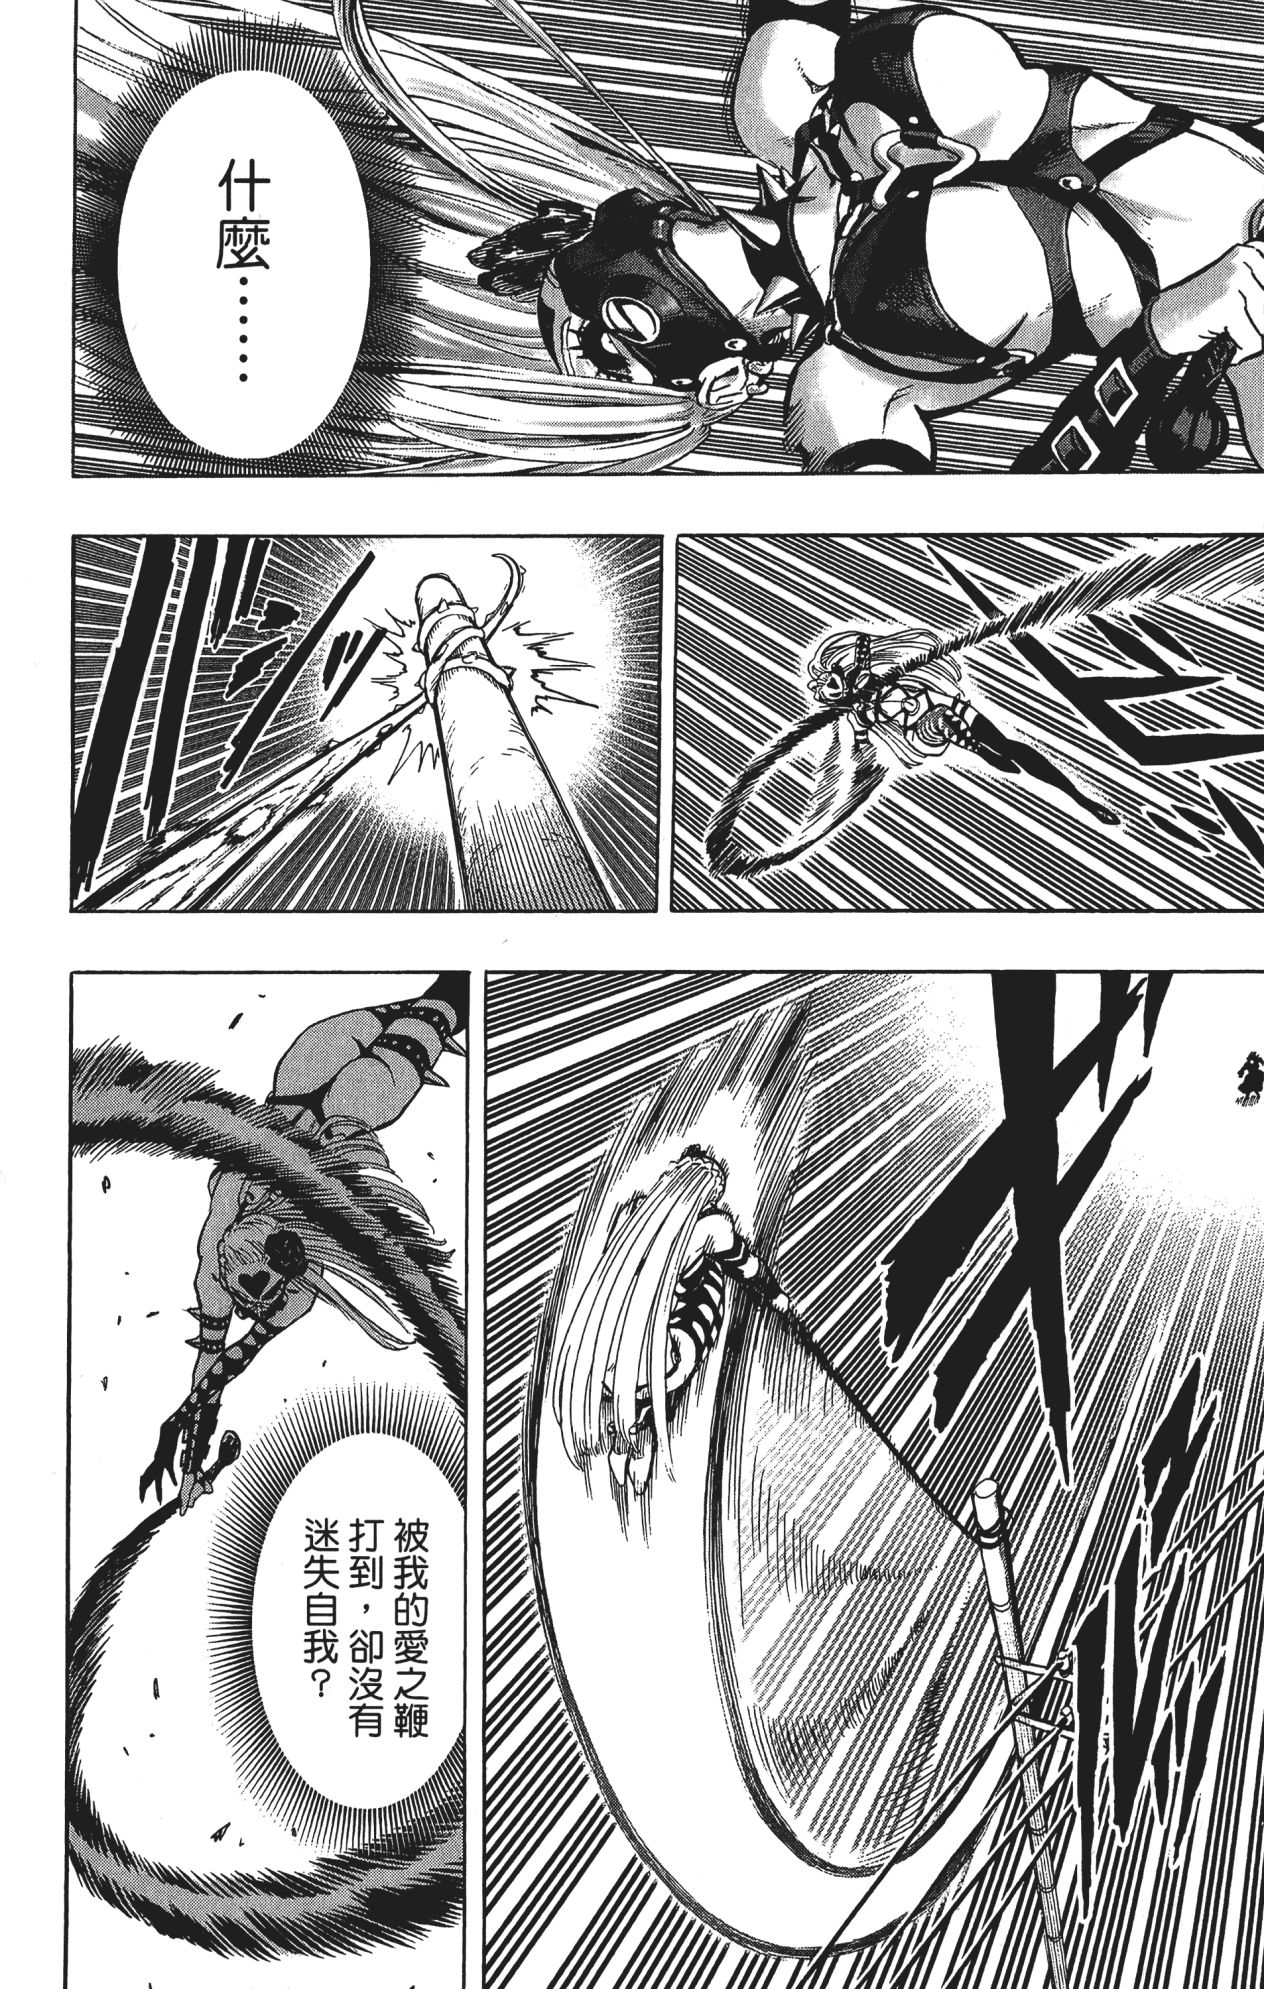 什麼……
被我的愛之鞭
打到，卻沒有
迷失自我？